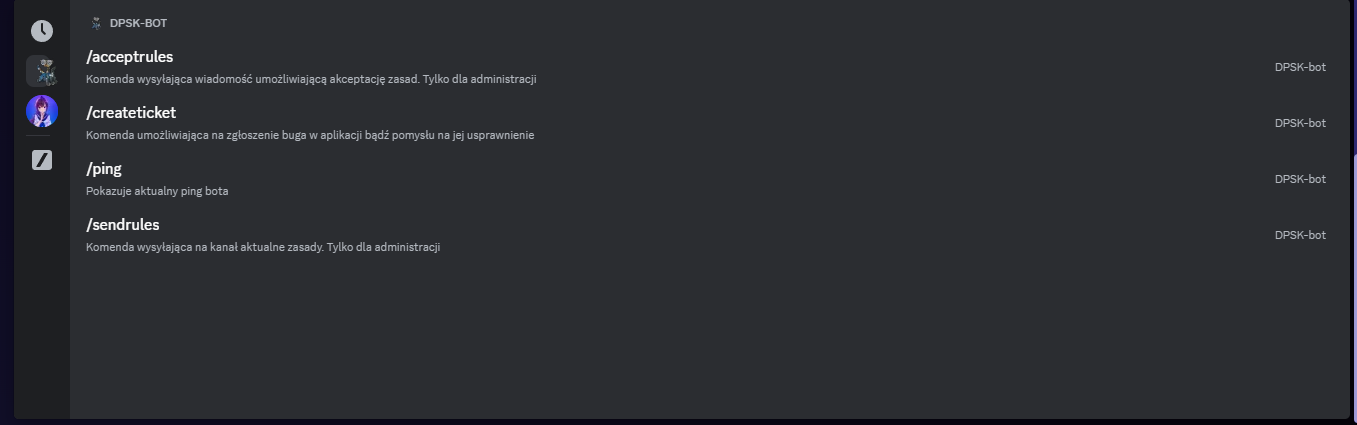 DPSK-BOT
/acceptrules
Komenda wysyłająca wiadomość umożliwiającą akceptację zasad. Tylko dla administracji
DPSK-bot
/createticket
Komenda umożliwiająca na zgłoszenie buga w aplikacji bądź pomysłu na jej usprawnienie
DPSK-bot
/ping
Pokazuje aktualny ping bota
DPSK-bot
/sendrules
Komenda wysyłająca na kanał aktualne zasady. Tylko dla administracji
DPSK-bot